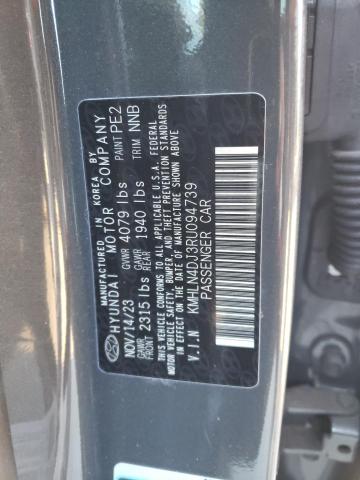 MANUFACTURED IN KOREA BY
HYUNDAI MOTOR COMPANY
NOV/14/23 GVWR 4079 lbs PAINT PE2
GAWR FRONT 2315 lbs GAWR REAR 1940 lbs TRIM NNB
THIS VEHICLE CONFORMS TO ALL APPLICABLE U.S.A. FEDERAL
MOTOR VEHICLE SAFETY, BUMPER, AND THEFT PREVENTION STANDARDS
IN EFFECT ON THE DATE OF MANUFACTURE SHOWN ABOVE.
V.I.N KMHLN4DJ3RU094739
PASSENGER CAR